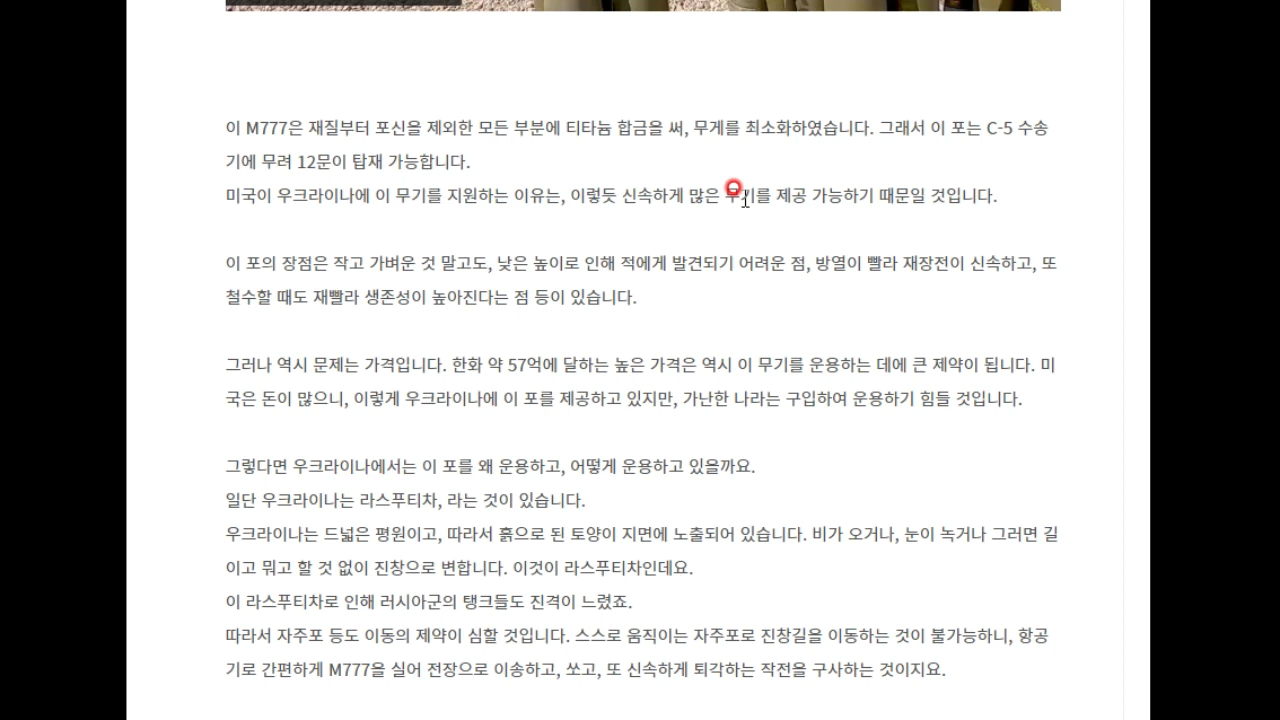 이 M777은 재질부터 포신을 제외한 모든 부분에 티타늄 합금을 써, 무게를 최소화하였습니다. 그래서 이 포는 C-5 수송
기에 무려 12문이 탑재 가능합니다.
미국이 우크라이나에 이 무기를 지원하는 이유는, 이렇듯 신속하게 많은 무기를 제공 가능하기 때문일 것입니다.
이 포의 장점은 작고 가벼운 것 말고도, 낮은 높이로 인해 적에게 발견되기 어려운 점, 방열이 빨라 재장전이 신속하고, 또
철수할 때도 재빨라 생존성이 높아진다는 점 등이 있습니다.
그러나 역시 문제는 가격입니다. 한화 약 57억에 달하는 높은 가격은 역시 이 무기를 운용하는 데에 큰 제약이 됩니다. 미
국은 돈이 많으니, 이렇게 우크라이나에 이 포를 제공하고 있지만, 가난한 나라는 구입하여 운용하기 힘들 것입니다.
그렇다면 우크라이나에서는 이 포를 왜 운용하고, 어떻게 운용하고 있을까요.
일단 우크라이나는 라스푸티차, 라는 것이 있습니다.
우크라이나는 드넓은 평원이고, 따라서 흙으로 된 토양이 지면에 노출되어 있습니다. 비가 오거나, 눈이 녹거나 그러면 길
이고 뭐고 할 것 없이 진창으로 변합니다. 이것이 라스푸티차인데요.
이 라스푸티차로 인해 러시아군의 탱크들도 진격이 느렸죠.
따라서 자주포 등도 이동의 제약이 심할 것입니다. 스스로 움직이는 자주포로 진창길을 이동하는 것이 불가능하니, 항공
기로 간편하게 M777을 실어 전장으로 이송하고, 쏘고, 또 신속하게 퇴각하는 작전을 구사하는 것이지요.